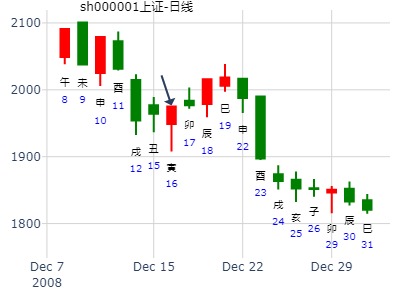 sh000001上证-日线
2100
2000
1900
1800
午
8
未
9
申
10
酉
11
戌
12
丑
15
寅
16
卯
17
辰
18
巳
19
申
22
酉
23
戌
24
亥
25
子
26
卯
29
辰
30
巳
31
Dec 7
2008
Dec 15
Dec 22
Dec 29